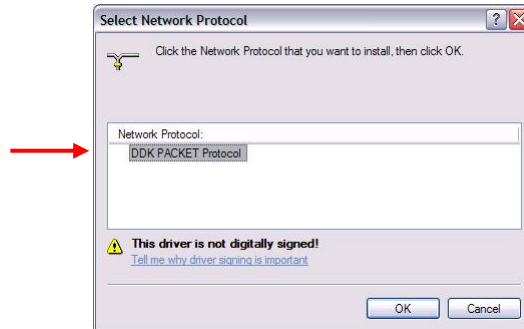 Select Network Protocol
Click the Network Protocol that you want to install, then click OK.
Network Protocol:
DDK PACKET Protocol
This driver is not digitally signed!
Tell me why driver signing is important
OK
Cancel